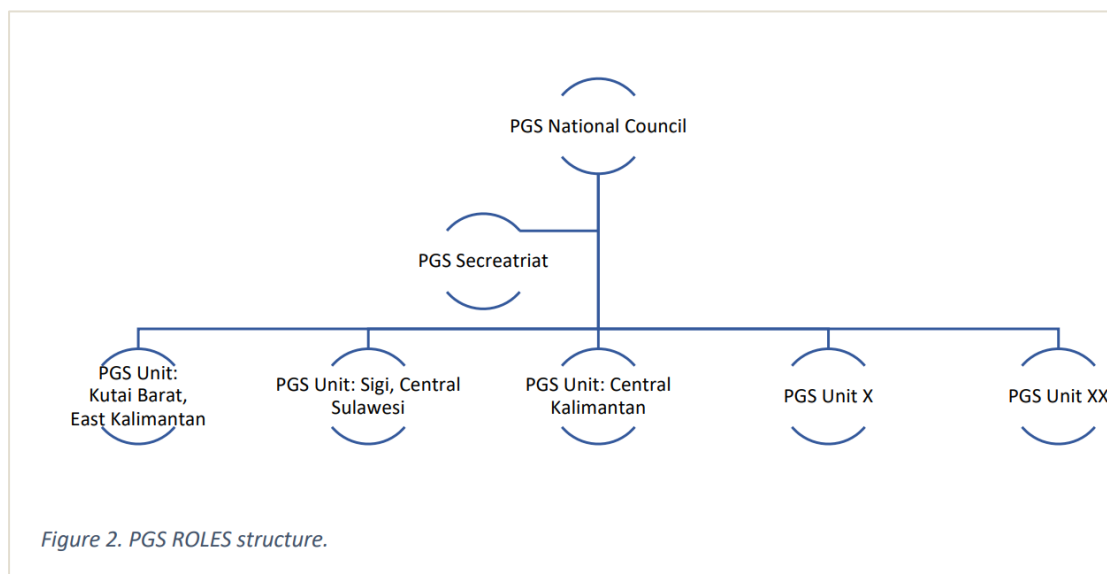 PGS National Council
PGS Secreatriat
PGS Unit:
Kutai Barat,
East Kalimantan
PGS Unit: Sigi, Central
Sulawesi
PGS Unit: Central
Kalimantan
PGS Unit X
PGS Unit XX
Figure 2. PGS ROLES structure.